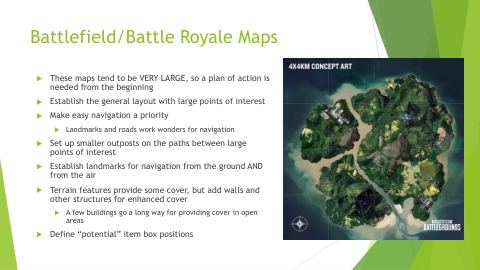 Battlefield/Battle Royale Maps
These maps tend to be VERY LARGE, so a plan of action is
needed from the beginning
Establish the general layout with large points of interest
Make easy navigation a priority
Landmarks and roads work wonders for navigation
Set up smaller outposts on the paths between large
points of interest
Establish landmarks for navigation from the ground AND
from the air
Terrain features provide some cover, but add walls and
other structures for enhanced cover
A few buildings go a long way for providing cover in open
areas
Define “potential” item box positions
4X4KM CONCEPT ART
BATTLEGROUNDS